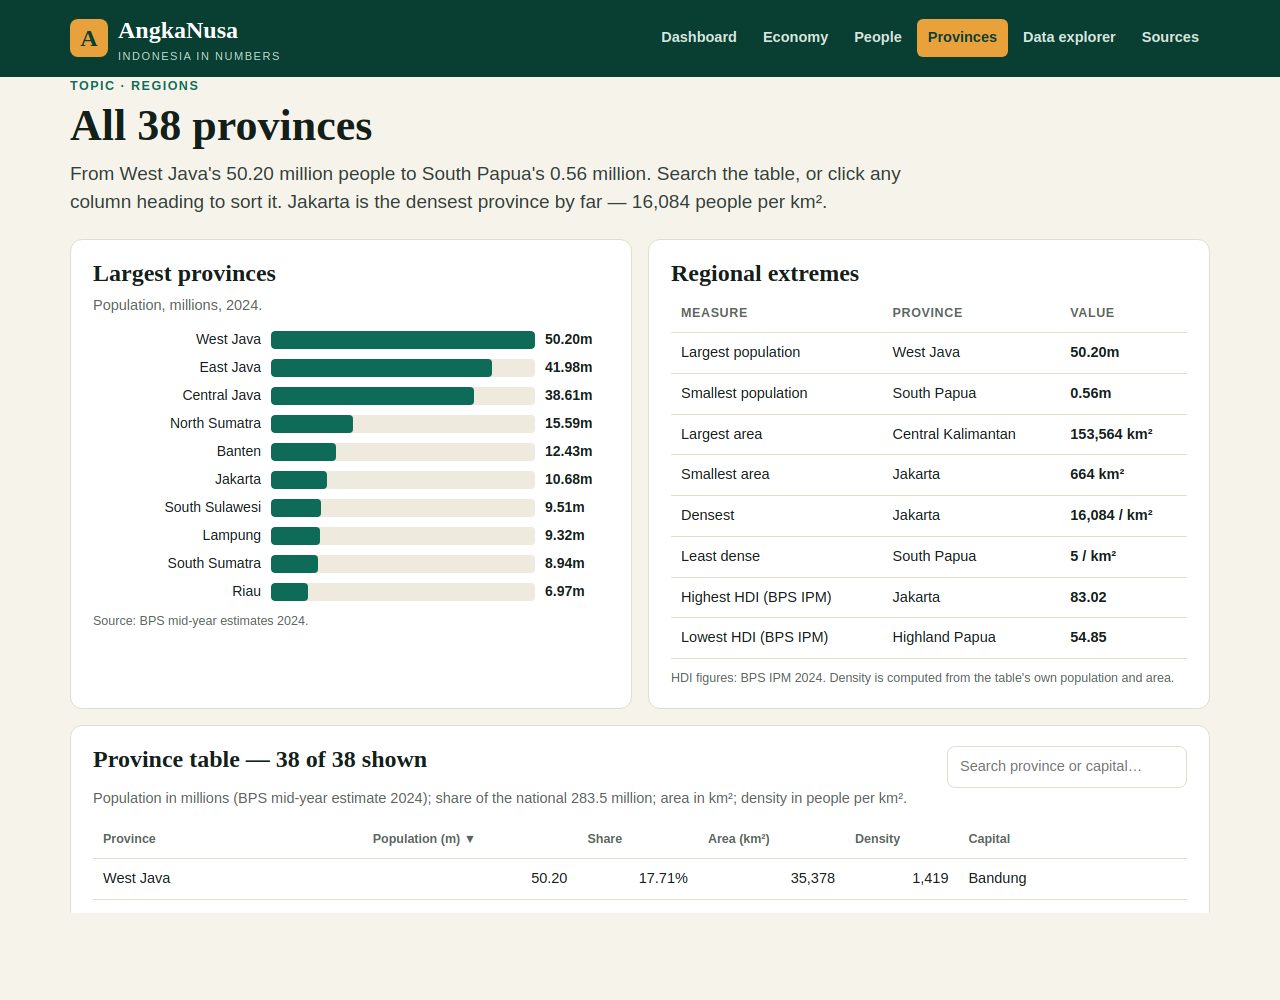 A
AngkaNusa
INDONESIA IN NUMBERS
Dashboard Economy People Provinces Data explorer Sources
TOPIC · REGIONS
All 38 provinces
From West Java's 50.20 million people to South Papua's 0.56 million. Search the table, or click any
column heading to sort it. Jakarta is the densest province by far — 16,084 people per km².
Largest provinces
Population, millions, 2024.
West Java 50.20m
East Java 41.98m
Central Java 38.61m
North Sumatra 15.59m
Banten 12.43m
Jakarta 10.68m
South Sulawesi 9.51m
Lampung 9.32m
South Sumatra 8.94m
Riau 6.97m
Source: BPS mid-year estimates 2024.
Regional extremes
MEASURE PROVINCE VALUE
Largest population West Java 50.20m
Smallest population South Papua 0.56m
Largest area Central Kalimantan 153,564 km²
Smallest area Jakarta 664 km²
Densest Jakarta 16,084 / km²
Least dense South Papua 5 / km²
Highest HDI (BPS IPM) Jakarta 83.02
Lowest HDI (BPS IPM) Highland Papua 54.85
HDI figures: BPS IPM 2024. Density is computed from the table's own population and area.
Province table — 38 of 38 shown
Search province or capital…
Population in millions (BPS mid-year estimate 2024); share of the national 283.5 million; area in km²; density in people per km².
Province Population (m) ▼ Share Area (km²) Density Capital
West Java 50.20 17.71% 35,378 1,419 Bandung